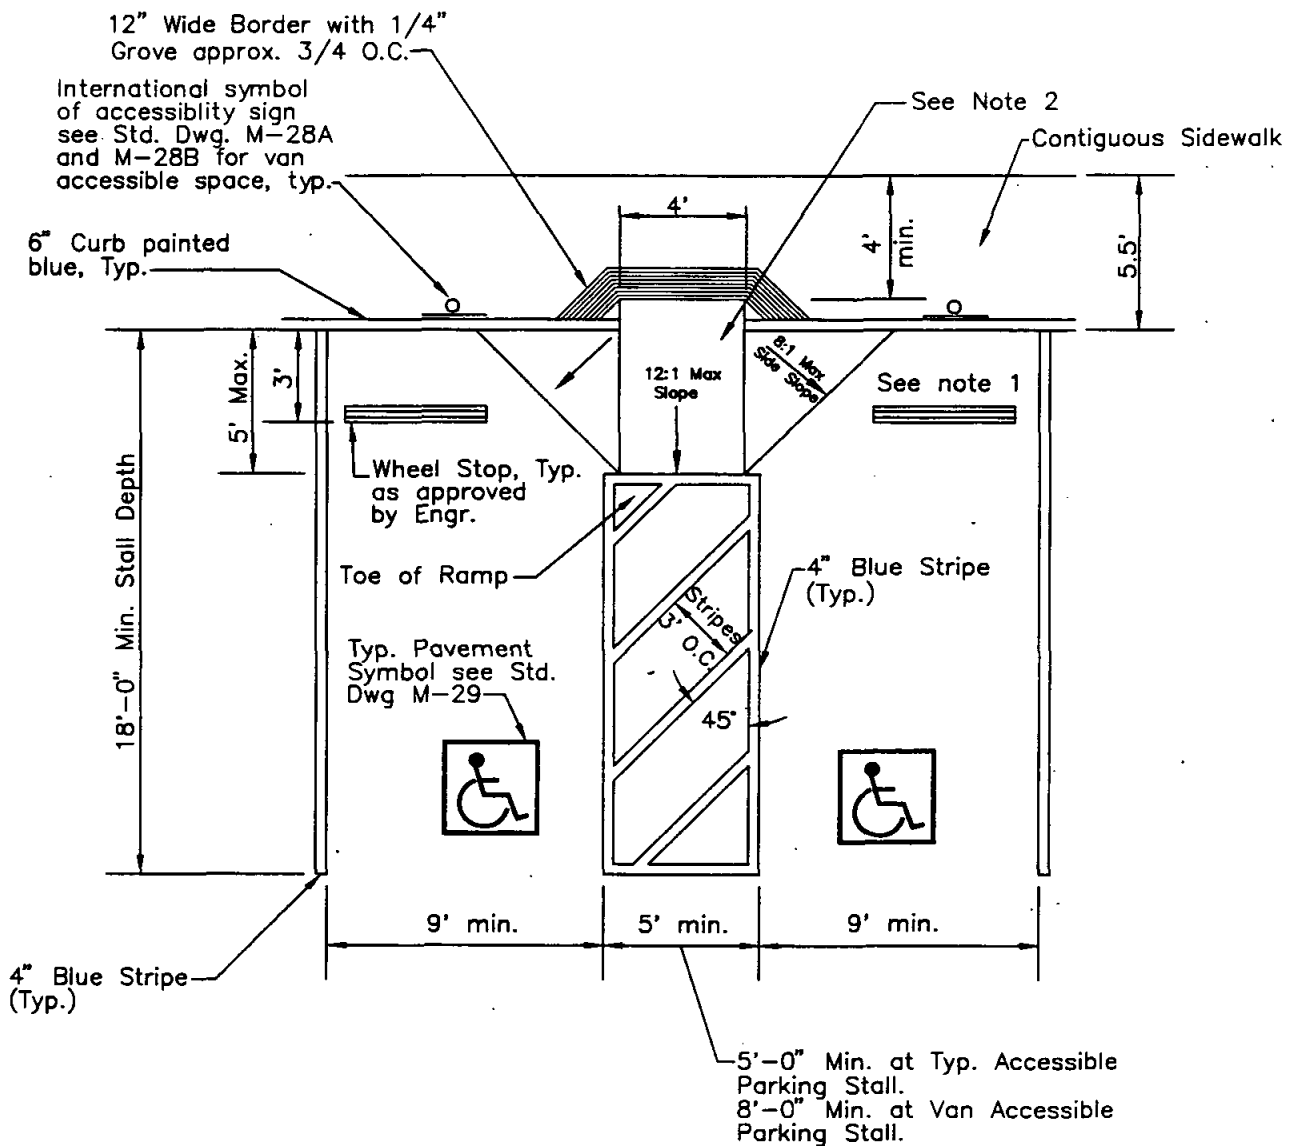 12" Wide Border with 1/4"
Grove approx. 3/4 O.C.
International symbol
of accessiblity sign
see Std. Dwg. M-28A
and M-28B for van
accessible space, typ.
See Note 2
Contiguous Sidewalk
6" Curb painted
blue, Typ.
4'
4'
min.
5.5'
5' Max.
3'
12:1 Max
Slope
8:1 Max
Side Slope
See note 1
Wheel Stop, Typ.
as approved
by Engr.
18'-0" Min. Stall Depth
Toe of Ramp
4" Blue Stripe
(Typ.)
Stripes
3' O.C.
45°
Typ. Pavement
Symbol see Std.
Dwg M-29
9' min.
5' min.
9' min.
4" Blue Stripe
(Typ.)
5'-0" Min. at Typ. Accessible
Parking Stall.
8'-0" Min. at Van Accessible
Parking Stall.